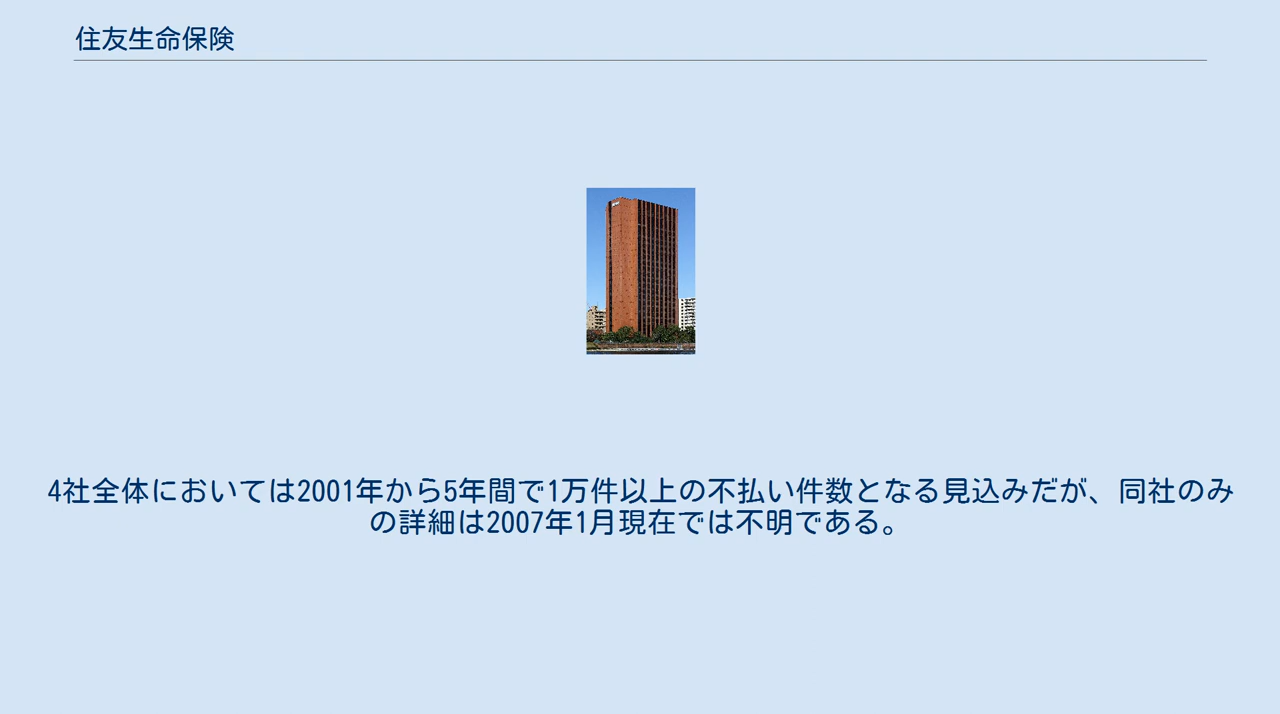 住友生命保険
4社全体においては2001年から5年間で1万件以上の不払い件数となる見込みだが、同社のみ
の詳細は2007年1月現在では不明である。